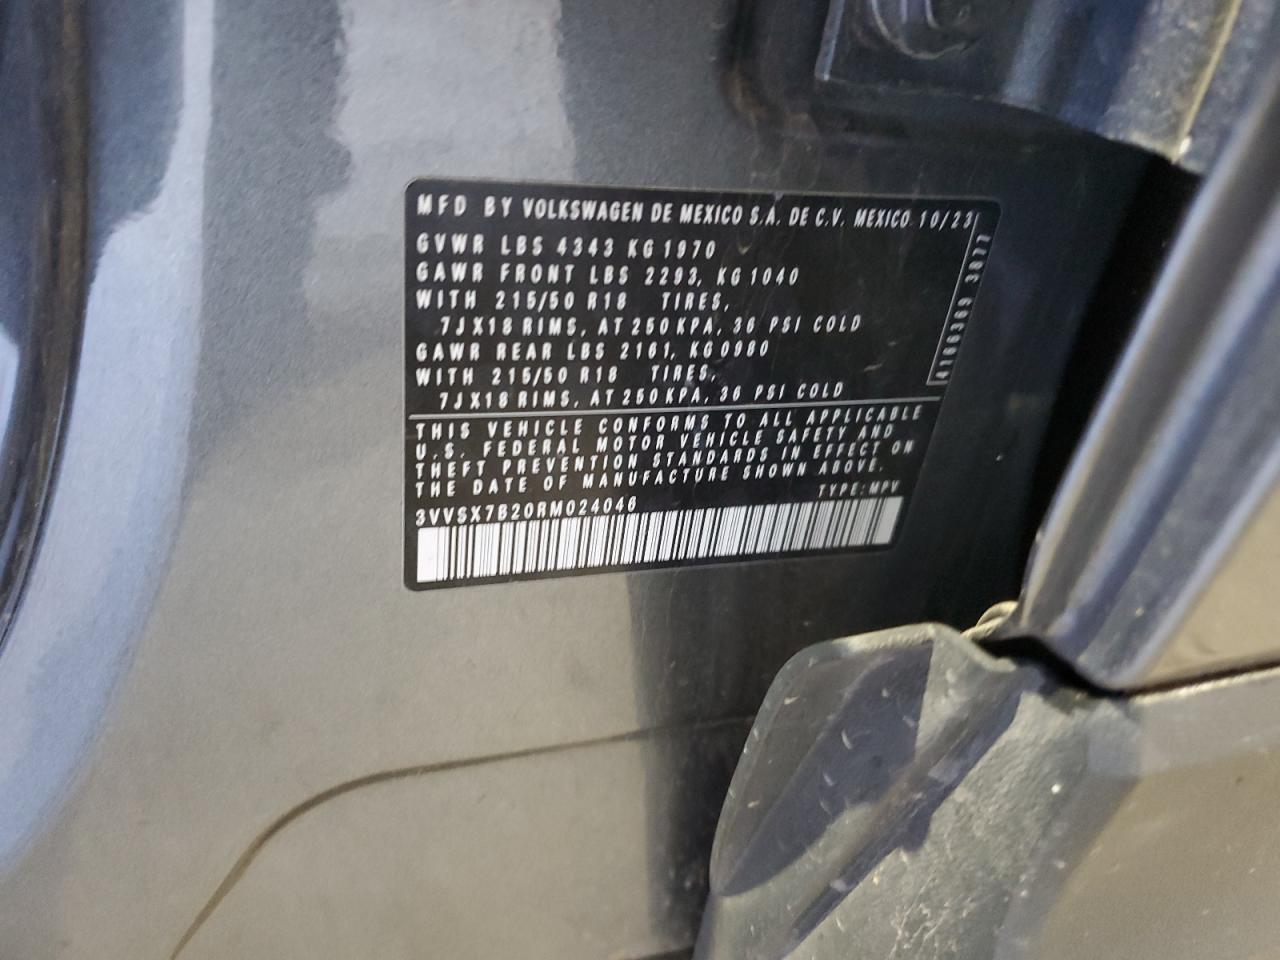 MFD BY VOLKSWAGEN DE MEXICO S.A. DE C.V. MEXICO 10/23
GVWR LBS 4343 KG 1970
GAWR FRONT LBS 2293, KG 1040
WITH 215/50 R18 TIRES,
7JX18 RIMS, AT 250 KPA, 36 PSI COLD
GAWR REAR LBS 2161, KG 0980
WITH 215/50 R18 TIRES,
7JX18 RIMS, AT 250 KPA, 36 PSI COLD
THIS VEHICLE CONFORMS TO ALL APPLICABLE
U.S. FEDERAL MOTOR VEHICLE SAFETY AND
THEFT PREVENTION STANDARDS IN EFFECT ON
THE DATE OF MANUFACTURE SHOWN ABOVE.
TYPE: MPV
3VVSX7B20RM024046
4166369 3877